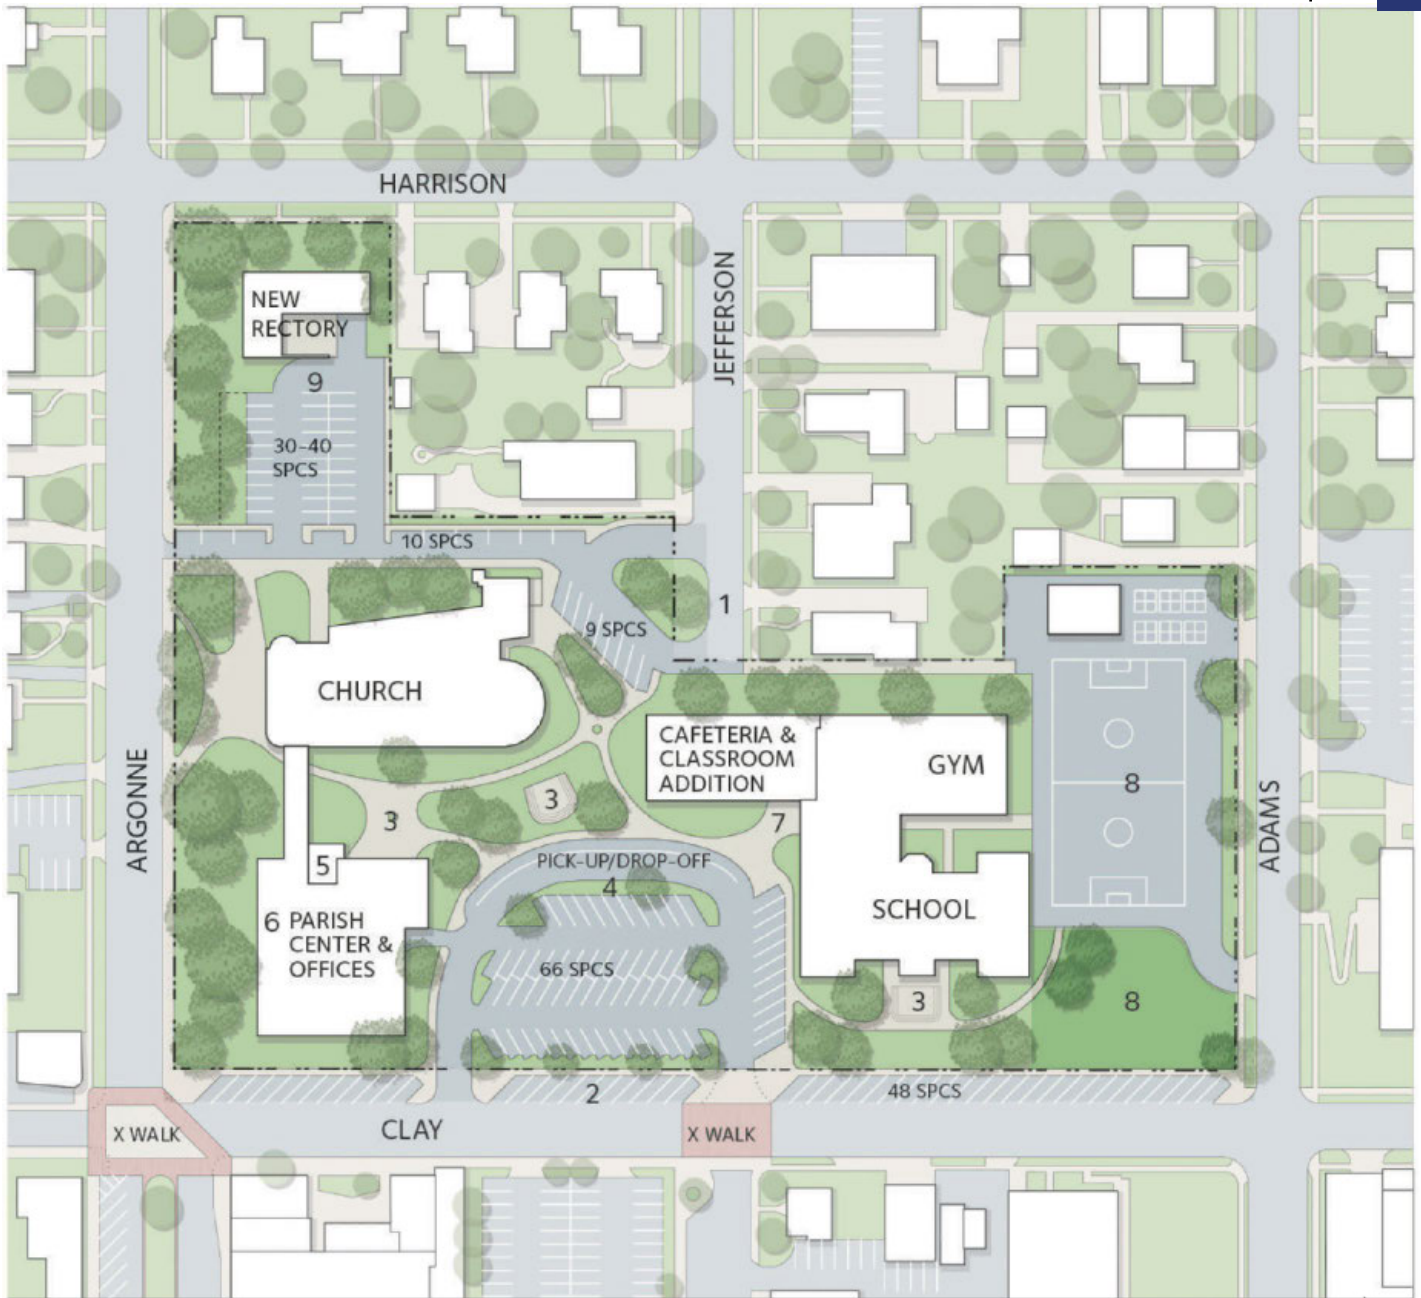 HARRISON
JEFFERSON
NEW
RECTORY
9
30-40
SPCS
10 SPCS
1
9 SPCS
CHURCH
CAFETERIA &
CLASSROOM
ADDITION
GYM
ARGONNE
ADAMS
8
3
3
7
PICK-UP/DROP-OFF
4
5
6 PARISH
CENTER &
OFFICES
SCHOOL
66 SPCS
3
8
2
48 SPCS
X WALK
CLAY
X WALK